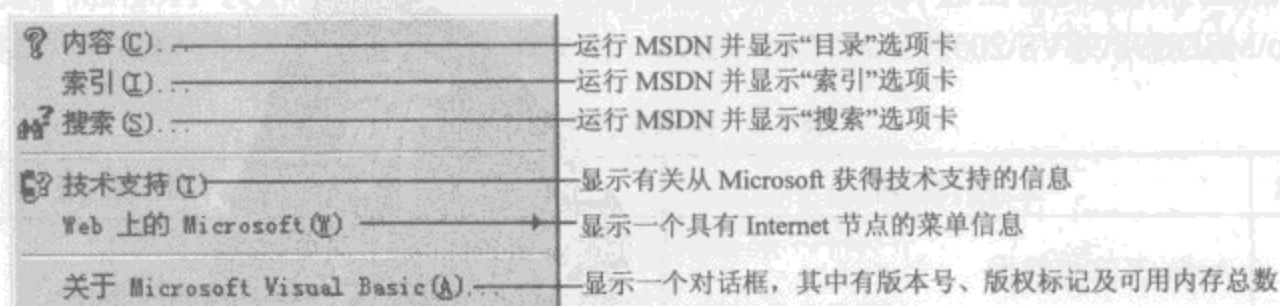 内容(C)... 运行 MSDN 并显示“目录”选项卡
索引(I)... 运行 MSDN 并显示“索引”选项卡
搜索(S)... 运行 MSDN 并显示“搜索”选项卡
技术支持(T) 显示有关从 Microsoft 获得技术支持的信息
Web 上的 Microsoft(W) 显示一个具有 Internet 节点的菜单信息
关于 Microsoft Visual Basic(A)... 显示一个对话框，其中有版本号、版权标记及可用内存总数